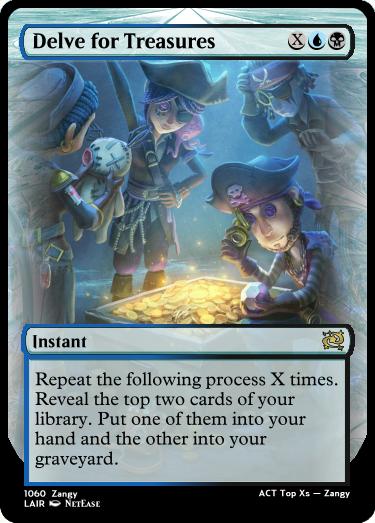 Delve for Treasures X
Instant
Repeat the following process X times.
Reveal the top two cards of your
library. Put one of them into your
hand and the other into your
graveyard.
1060 Zangy ACT Top Xs — Zangy
LAIR NetEase